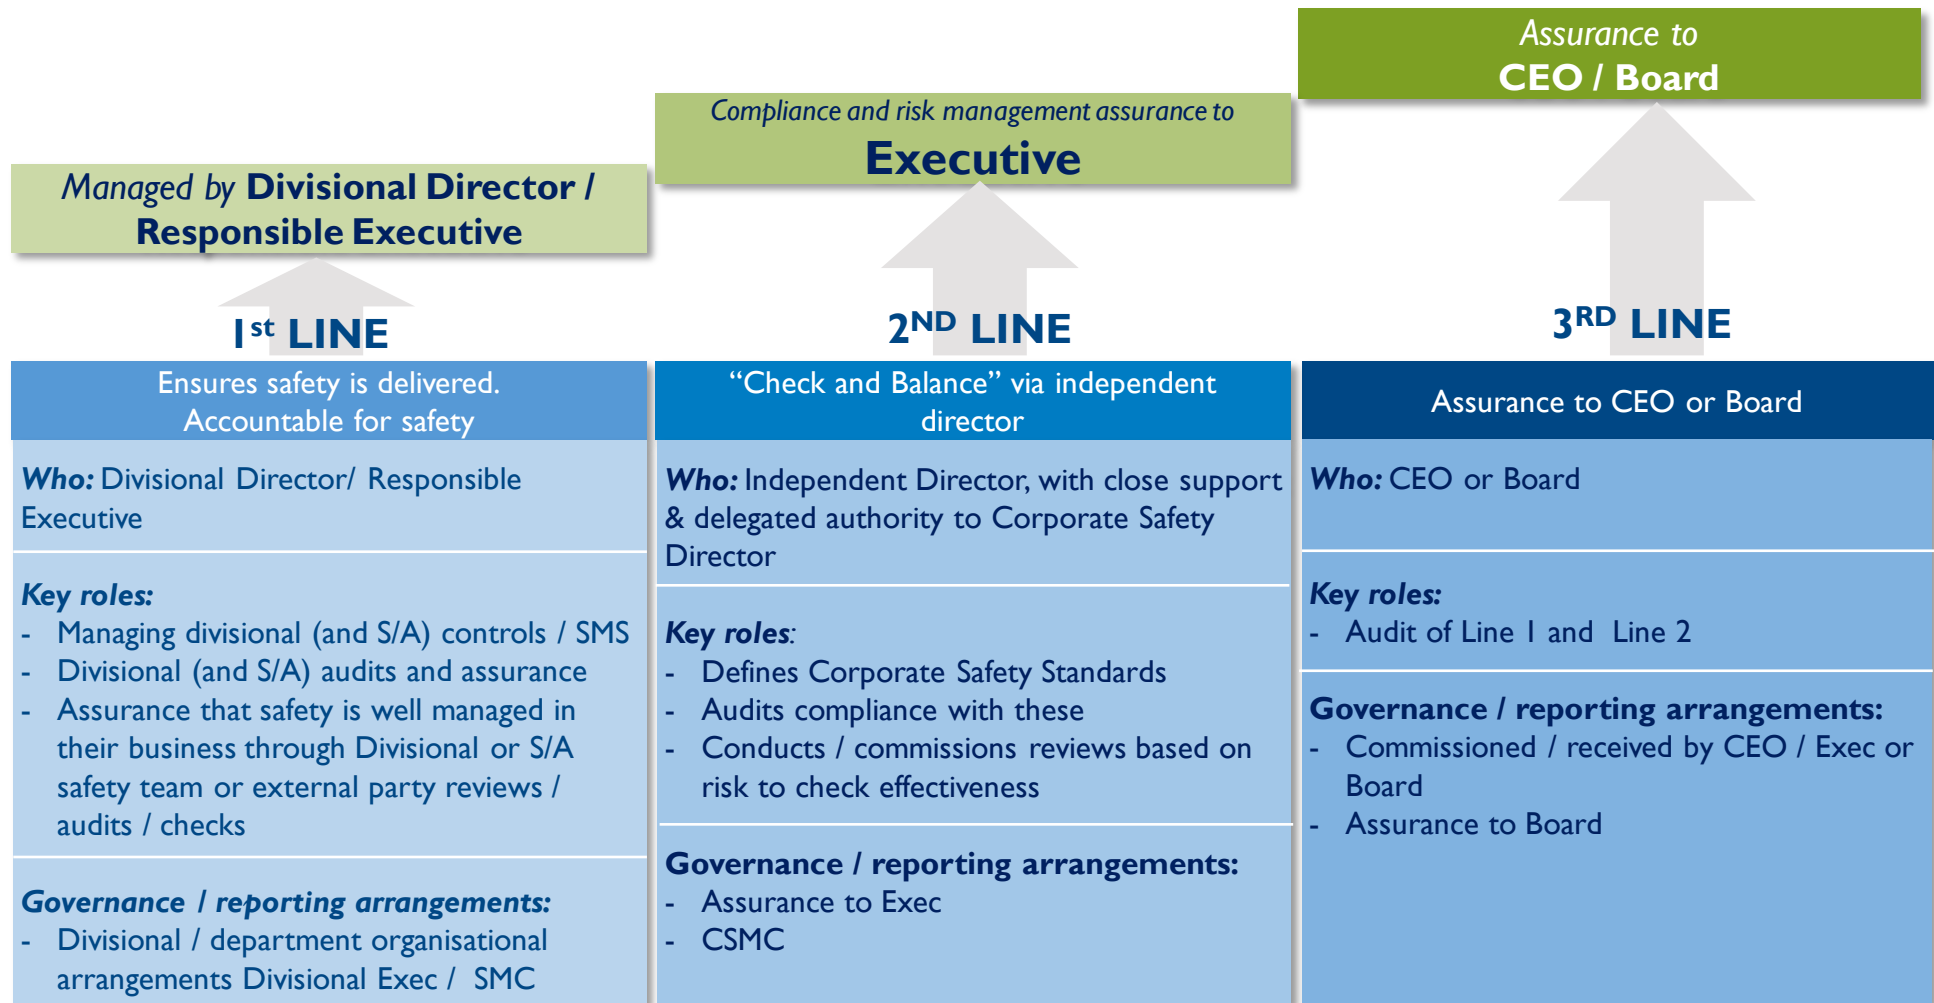 Assurance to
CEO / Board
Compliance and risk management assurance to
Executive
Managed by Divisional Director /
Responsible Executive
1st LINE
2ND LINE
3RD LINE
Ensures safety is delivered.
Accountable for safety
Who: Divisional Director/ Responsible
Executive
Key roles:
- Managing divisional (and S/A) controls / SMS
- Divisional (and S/A) audits and assurance
- Assurance that safety is well managed in
their business through Divisional or S/A
safety team or external party reviews /
audits / checks
Governance / reporting arrangements:
- Divisional / department organisational
arrangements Divisional Exec / SMC
“Check and Balance” via independent
director
Who: Independent Director, with close support
& delegated authority to Corporate Safety
Director
Key roles:
- Defines Corporate Safety Standards
- Audits compliance with these
- Conducts / commissions reviews based on
risk to check effectiveness
Governance / reporting arrangements:
- Assurance to Exec
- CSMC
Assurance to CEO or Board
Who: CEO or Board
Key roles:
- Audit of Line 1 and Line 2
Governance / reporting arrangements:
- Commissioned / received by CEO / Exec or
Board
- Assurance to Board